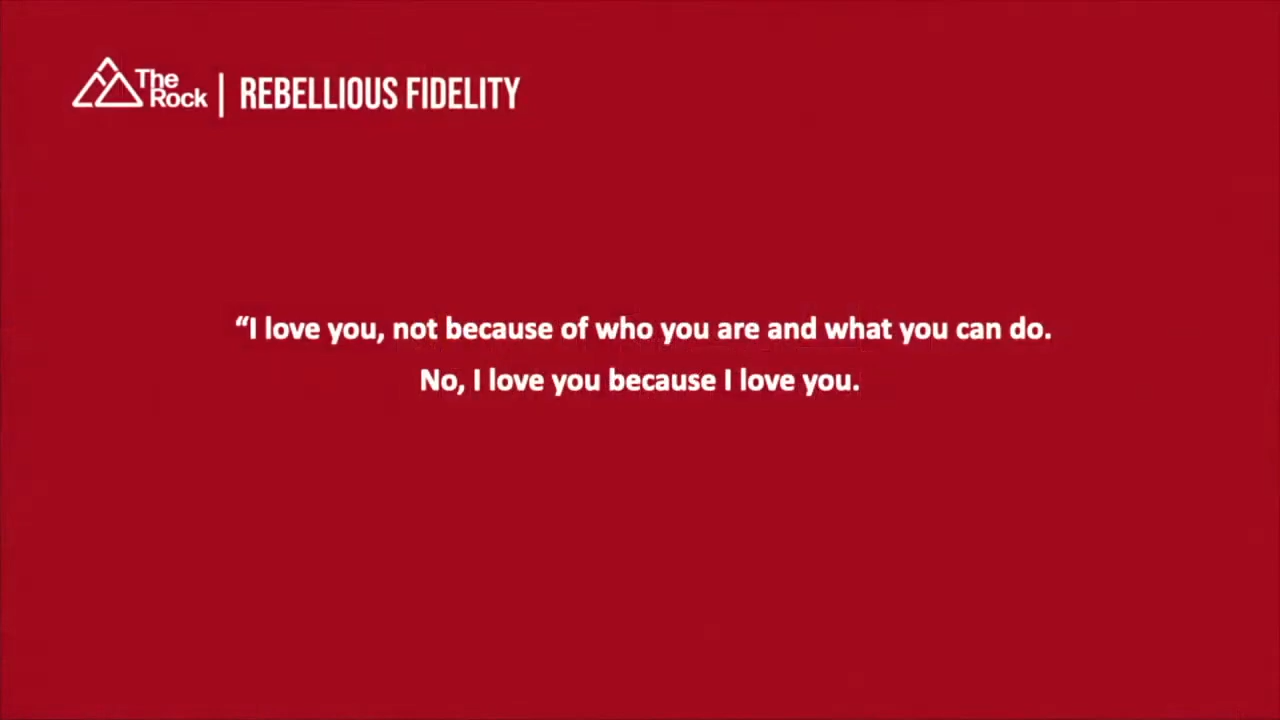 The
Rock | REBELLIOUS FIDELITY
“I love you, not because of who you are and what you can do.
No, I love you because I love you.